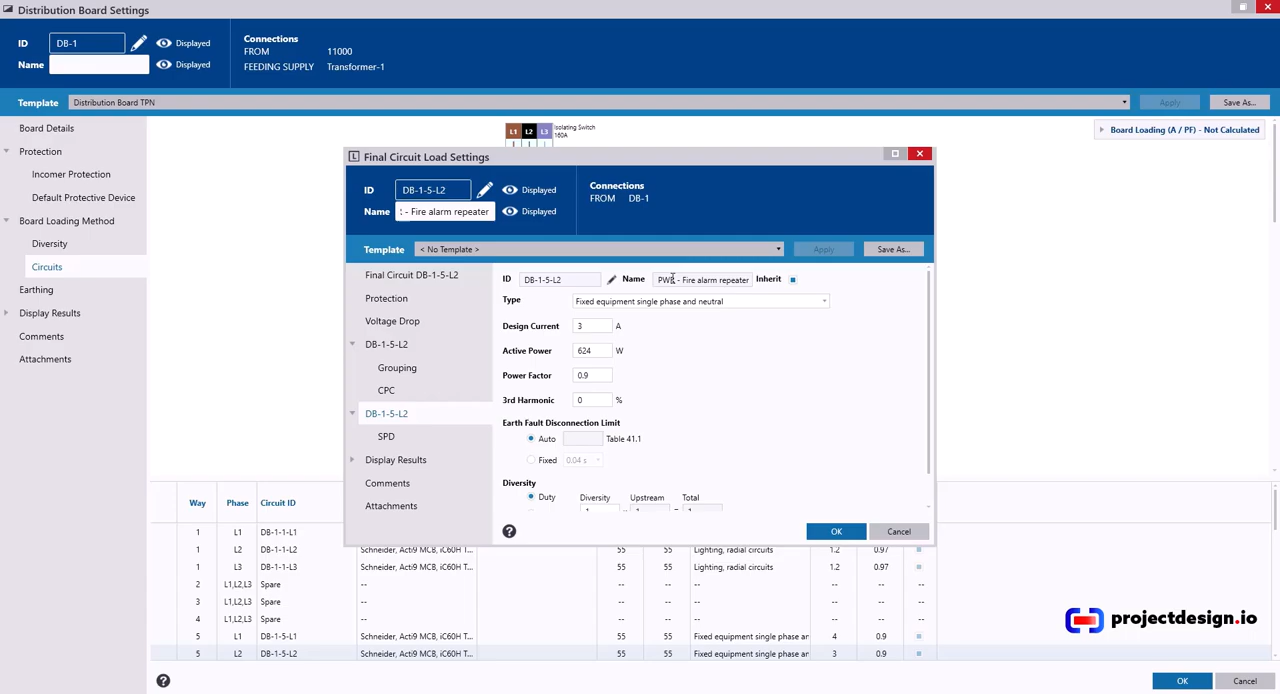 Distribution Board Settings
ID DB-1 Displayed
Name Displayed
Connections
FROM 11000
FEEDING SUPPLY Transformer-1
Template Distribution Board TPN Apply Save As...
Board Details
Protection
Incomer Protection
Default Protective Device
Board Loading Method
Diversity
Circuits
Earthing
Display Results
Comments
Attachments
L1 L2 L3 Isolating Switch
160A
Board Loading (A / PF) - Not Calculated
L Final Circuit Load Settings
ID DB-1-5-L2 Displayed
Name - Fire alarm repeater Displayed
Connections
FROM DB-1
Template < No Template > Apply Save As...
Final Circuit DB-1-5-L2
Protection
Voltage Drop
DB-1-5-L2
Grouping
CPC
DB-1-5-L2
SPD
Display Results
Comments
Attachments
ID DB-1-5-L2 Name - Fire alarm repeater Inherit
Type Fixed equipment single phase and neutral
Design Current 3 A
Active Power 624 W
Power Factor 0.9
3rd Harmonic 0 %
Earth Fault Disconnection Limit
Auto Table 41.1
Fixed 0.04 s
Diversity
Duty Diversity Upstream Total
? OK Cancel
Way Phase Circuit ID
1 L1 DB-1-1-L1
1 L2 DB-1-1-L2 Schneider, Acti9 MCB, iC60H T... 55 55 Lighting, radial circuits 1.2 0.97
1 L3 DB-1-1-L3 Schneider, Acti9 MCB, iC60H T... 55 55 Lighting, radial circuits 1.2 0.97
2 L1,L2,L3 Spare -- -- -- -- -- -- --
3 L1,L2,L3 Spare -- -- -- -- -- -- --
4 L1,L2,L3 Spare -- -- -- -- -- --
5 L1 DB-1-5-L1 Schneider, Acti9 MCB, iC60H T... 55 55 Fixed equipment single phase an 4 0.9
5 L2 DB-1-5-L2 Schneider, Acti9 MCB, iC60H T... 55 55 Fixed equipment single phase an 3 0.9
projectdesign.io
? OK Cancel